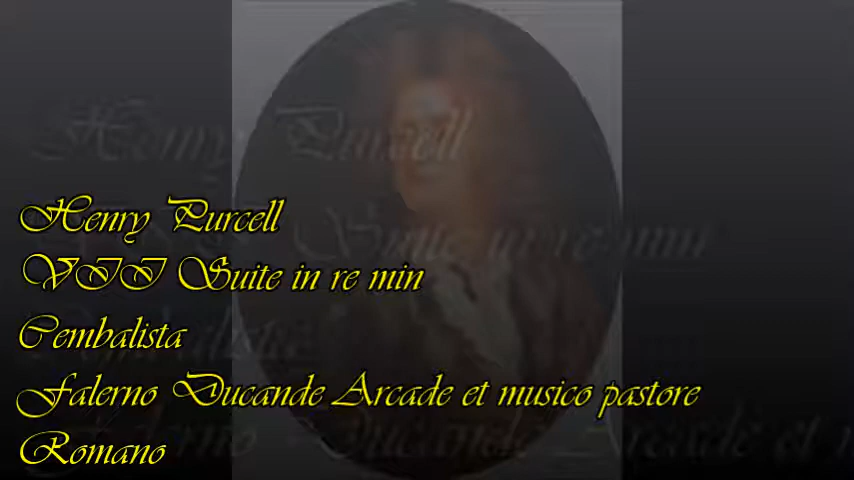 Henry Purcell
VII Suite in re min
Cembalista
Falerno Ducande Arcade et musico pastore
Romano